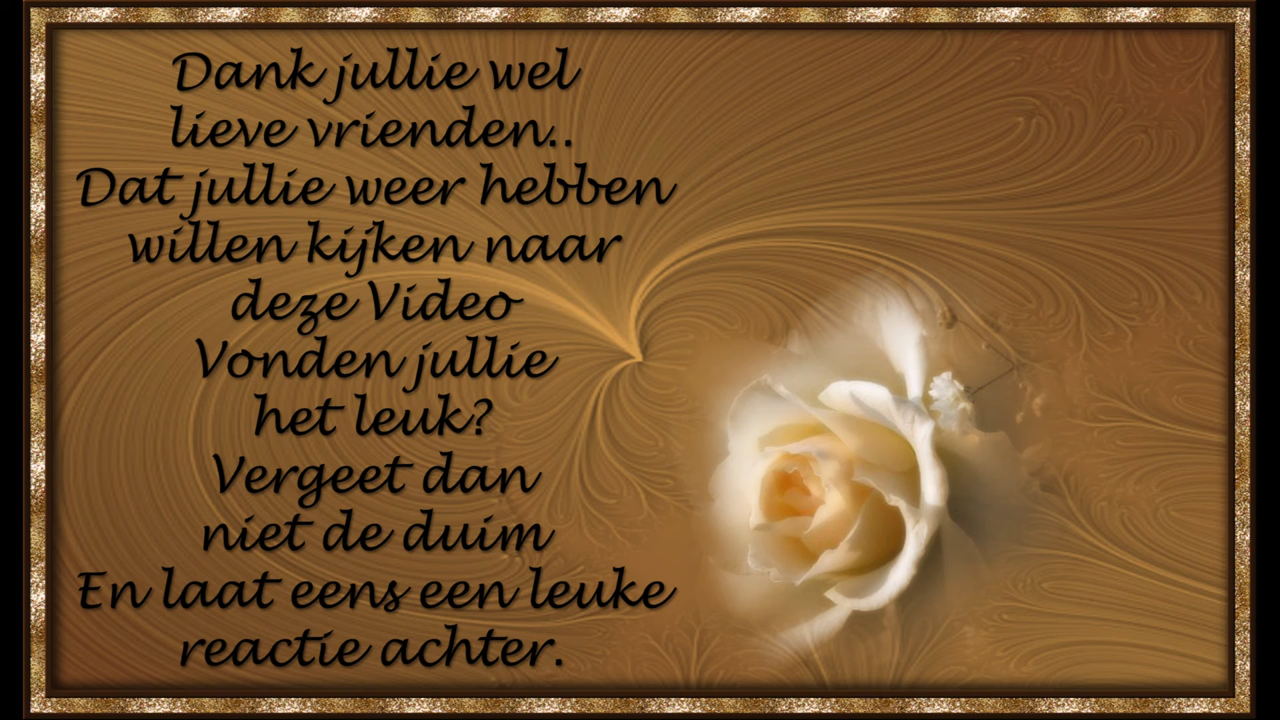 Dank jullie wel
lieve vrienden..
Dat jullie weer hebben
willen kijken naar
deze Video
Vonden jullie
het leuk?
Vergeet dan
niet de duim
En laat eens een leuke
reactie achter.